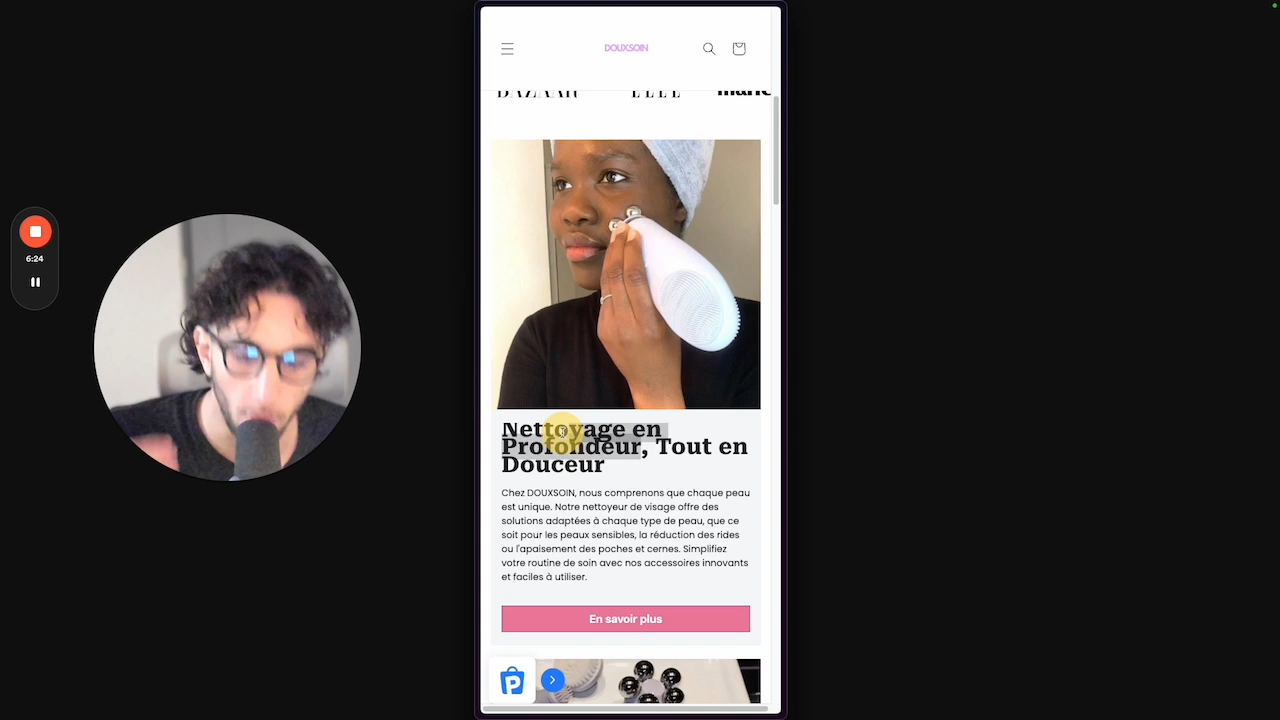 DOUXSOIN
BAZAAR
ELLE
marie
6:24
Nettoyage en
Profondeur, Tout en
Douceur
Chez DOUXSOIN, nous comprenons que chaque peau
est unique. Notre nettoyeur de visage offre des
solutions adaptées à chaque type de peau, que ce
soit pour les peaux sensibles, la réduction des rides
ou l'apaisement des poches et cernes. Simplifiez
votre routine de soin avec nos accessoires innovants
et faciles à utiliser.
En savoir plus